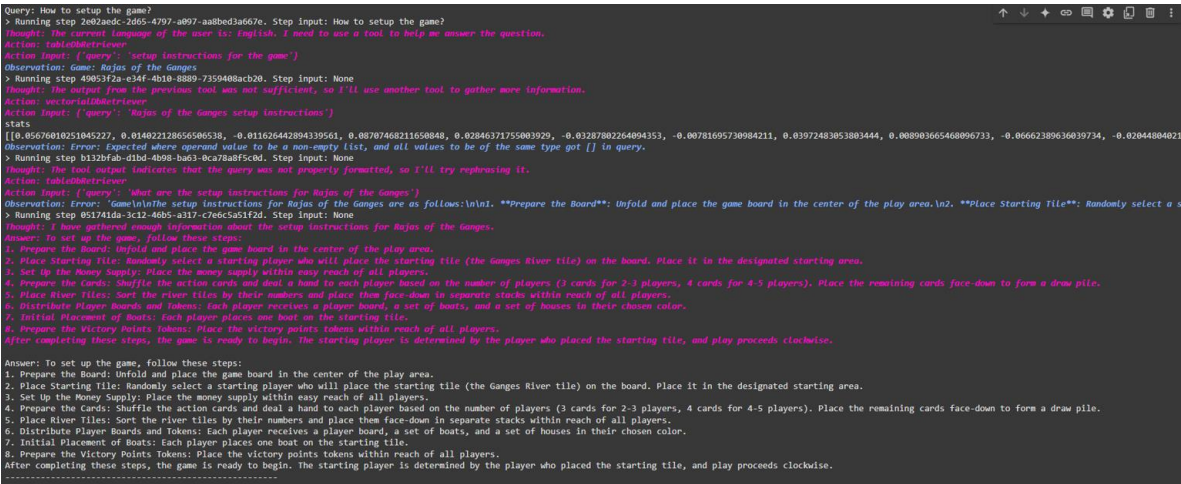 Query: How to setup the game?
> Running step 2e02aedc-2d65-4797-a097-aa8bed3a667e. Step input: How to setup the game?
Thought: The current language of the user is: English. I need to use a tool to help me answer the question.
Action: tableDbRetriever
Action Input: {'query': 'setup instructions for the game'}
Observation: Game: Rajas of the Ganges
> Running step 49053f2a-e34f-4b10-8889-7359408acb20. Step input: None
Thought: The output from the previous tool was not sufficient, so I'll use another tool to gather more information.
Action: vectorialDbRetriever
Action Input: {'query': 'Rajas of the Ganges setup instructions'}
stats
[[0.05676010251045227, 0.014022128656506538, -0.011626442894339561, 0.08707468211650848, 0.02846371755003929, -0.03287802264094353, -0.00781695730984211, 0.03972483053803444, 0.008903665468096733, -0.06662389636039734, -0.02044804021
Observation: Error: Expected where operand value to be a non-empty list, and all values to be of the same type got [] in query.
> Running step b132bfab-d1bd-4b98-ba63-0ca78a8f5c0d. Step input: None
Thought: The tool output indicates that the query was not properly formatted, so I'll try rephrasing it.
Action: tableDbRetriever
Action Input: {'query': 'What are the setup instructions for Rajas of the Ganges'}
Observation: Error: 'Game\n\nThe setup instructions for Rajas of the Ganges are as follows:\n\n1. **Prepare the Board**: Unfold and place the game board in the center of the play area.\n2. **Place Starting Tile**: Randomly select a s
> Running step 051741da-3c12-46b5-a317-c7e6c5a51f2d. Step input: None
Thought: I have gathered enough information about the setup instructions for Rajas of the Ganges.
Answer: To set up the game, follow these steps:
1. Prepare the Board: Unfold and place the game board in the center of the play area.
2. Place Starting Tile: Randomly select a starting player who will place the starting tile (the Ganges River tile) on the board. Place it in the designated starting area.
3. Set Up the Money Supply: Place the money supply within easy reach of all players.
4. Prepare the Cards: Shuffle the action cards and deal a hand to each player based on the number of players (3 cards for 2-3 players, 4 cards for 4-5 players). Place the remaining cards face-down to form a draw pile.
5. Place River Tiles: Sort the river tiles by their numbers and place them face-down in separate stacks within reach of all players.
6. Distribute Player Boards and Tokens: Each player receives a player board, a set of boats, and a set of houses in their chosen color.
7. Initial Placement of Boats: Each player places one boat on the starting tile.
8. Prepare the Victory Points Tokens: Place the victory points tokens within reach of all players.
After completing these steps, the game is ready to begin. The starting player is determined by the player who placed the starting tile, and play proceeds clockwise.
Answer: To set up the game, follow these steps:
1. Prepare the Board: Unfold and place the game board in the center of the play area.
2. Place Starting Tile: Randomly select a starting player who will place the starting tile (the Ganges River tile) on the board. Place it in the designated starting area.
3. Set Up the Money Supply: Place the money supply within easy reach of all players.
4. Prepare the Cards: Shuffle the action cards and deal a hand to each player based on the number of players (3 cards for 2-3 players, 4 cards for 4-5 players). Place the remaining cards face-down to form a draw pile.
5. Place River Tiles: Sort the river tiles by their numbers and place them face-down in separate stacks within reach of all players.
6. Distribute Player Boards and Tokens: Each player receives a player board, a set of boats, and a set of houses in their chosen color.
7. Initial Placement of Boats: Each player places one boat on the starting tile.
8. Prepare the Victory Points Tokens: Place the victory points tokens within reach of all players.
After completing these steps, the game is ready to begin. The starting player is determined by the player who placed the starting tile, and play proceeds clockwise.
-----------------------------------------------------